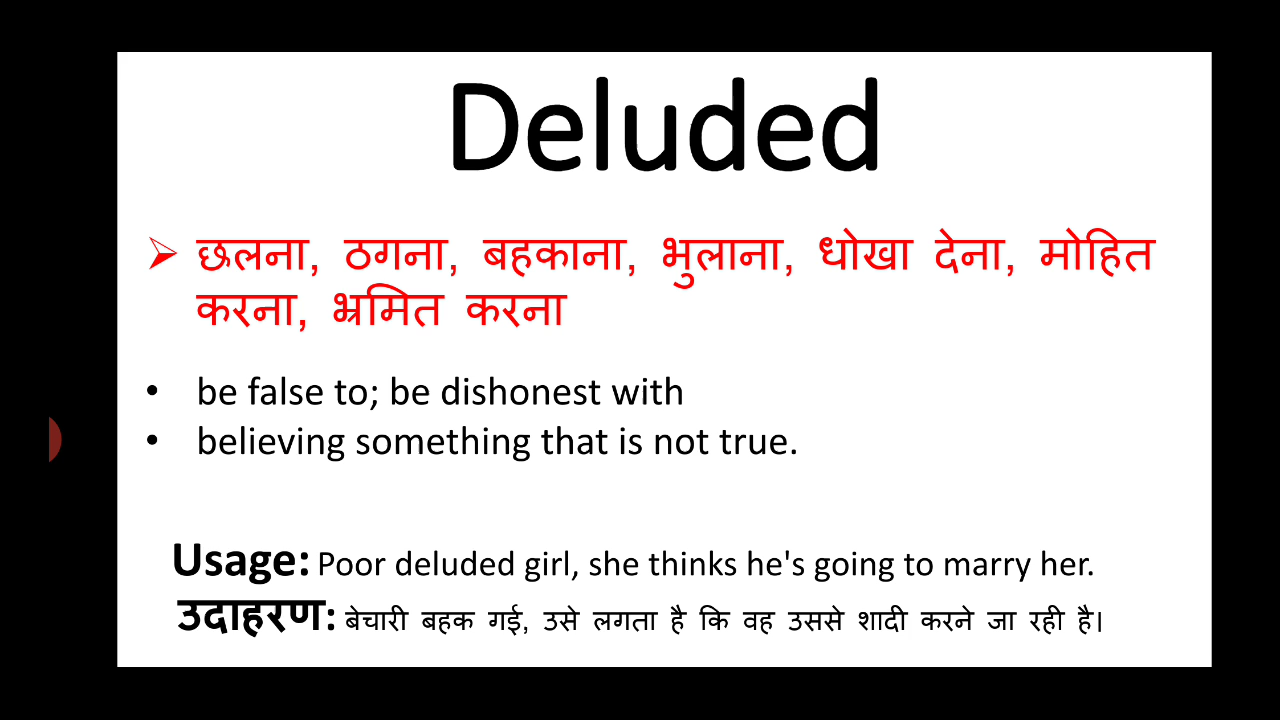 Deluded
➢ छलना, ठगना, बहकाना, भुलाना, धोखा देना, मोहित
करना, भ्रमित करना
• be false to; be dishonest with
• believing something that is not true.
Usage: Poor deluded girl, she thinks he's going to marry her.
उदाहरण: बेचारी बहक गई, उसे लगता है कि वह उससे शादी करने जा रही है।